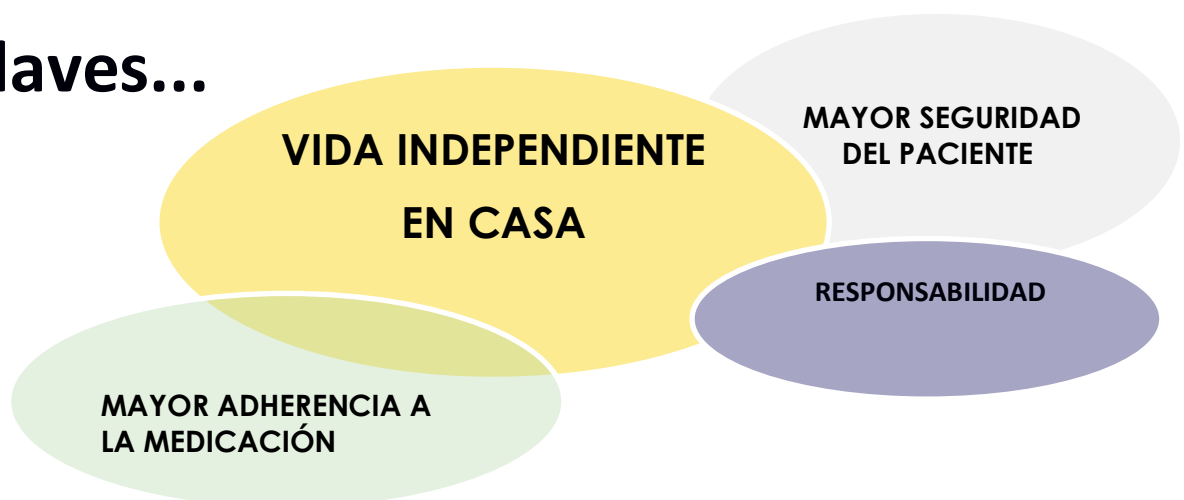 laves...
VIDA INDEPENDIENTE
EN CASA
MAYOR SEGURIDAD
DEL PACIENTE
RESPONSABILIDAD
MAYOR ADHERENCIA A
LA MEDICACIÓN